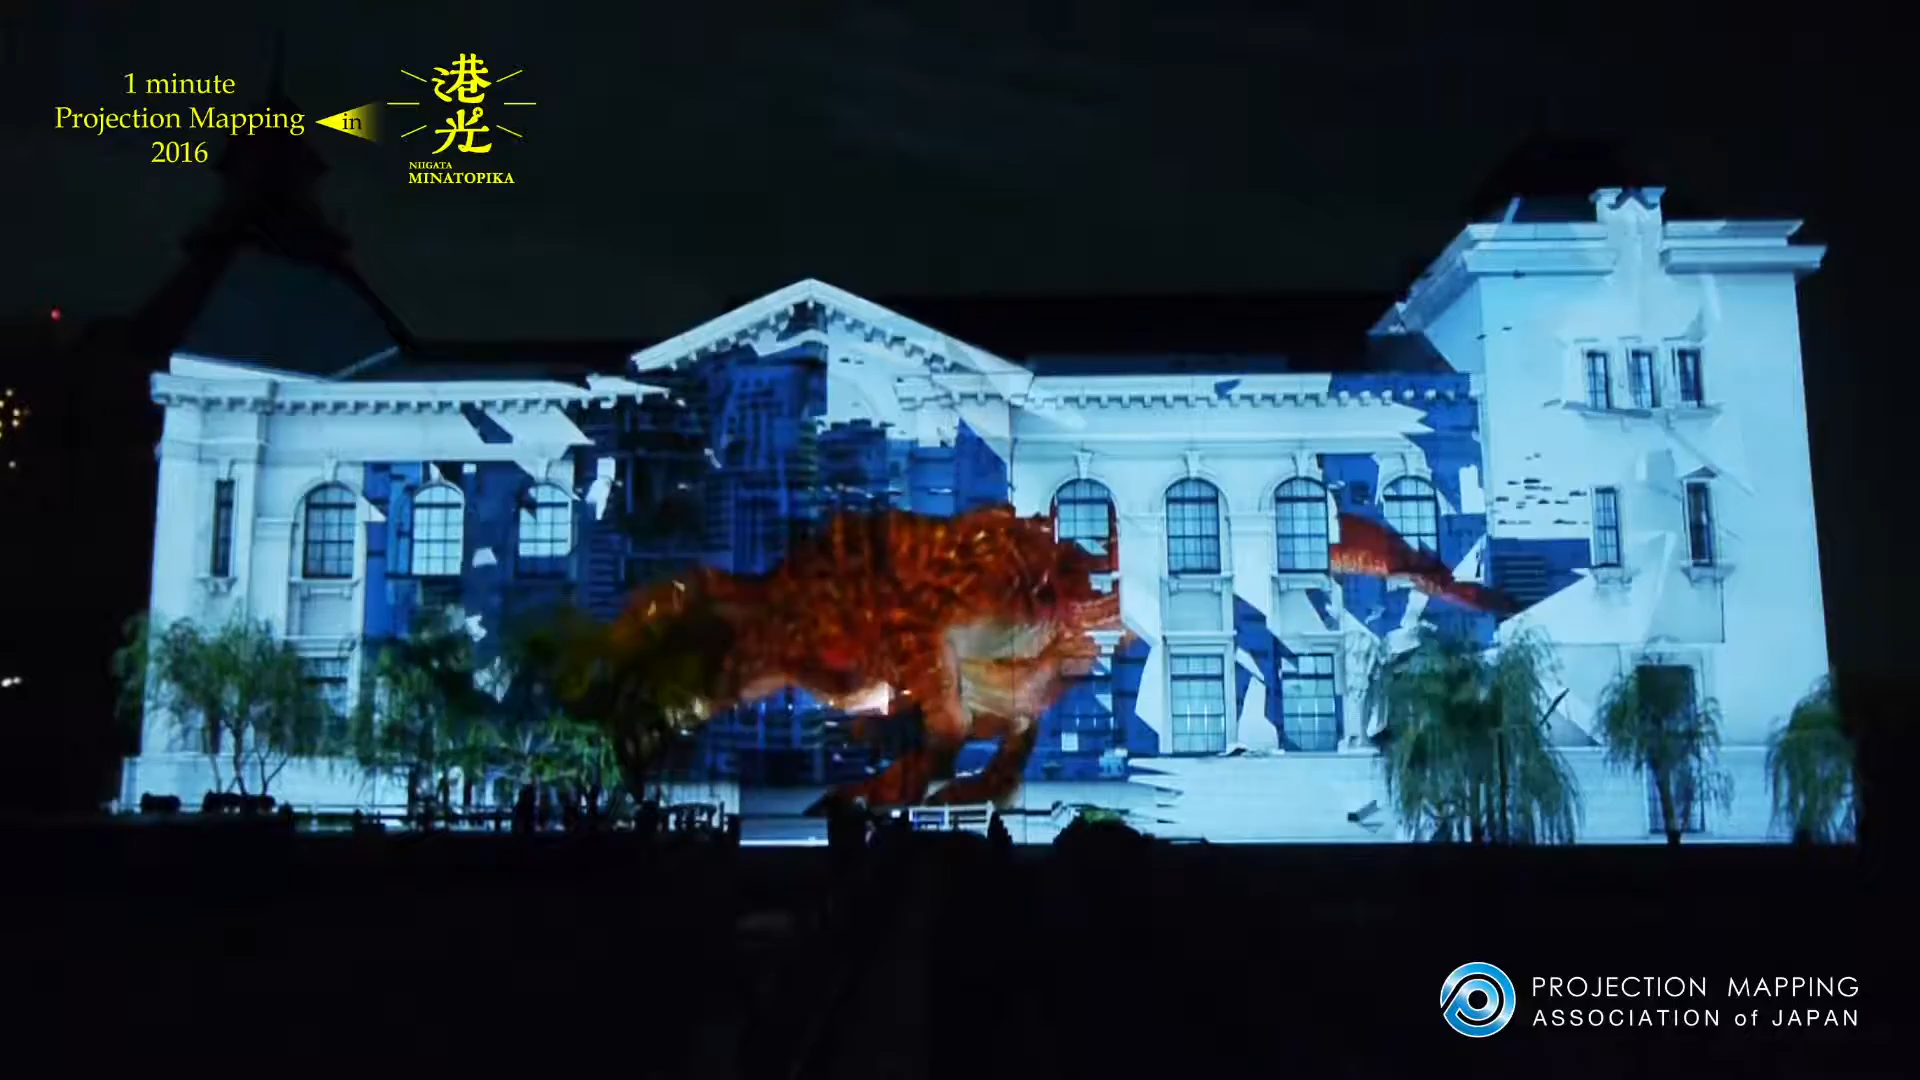 1 minute
Projection Mapping
2016
in
港光
NIIGATA
MINATOPIKA
PROJECTION MAPPING
ASSOCIATION of JAPAN